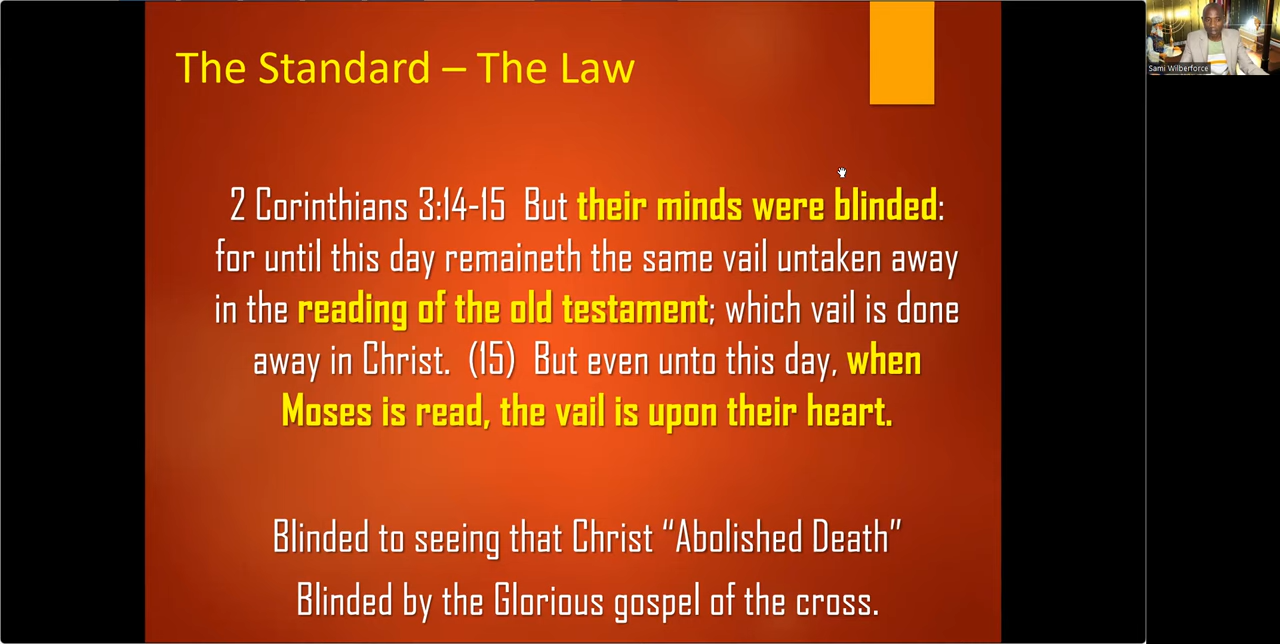 The Standard – The Law
2 Corinthians 3:14-15  But their minds were blinded:
for until this day remaineth the same vail untaken away
in the reading of the old testament; which vail is done
away in Christ.  (15)  But even unto this day, when
Moses is read, the vail is upon their heart.
Blinded to seeing that Christ “Abolished Death”
Blinded by the Glorious gospel of the cross.
Sami Wilberforce